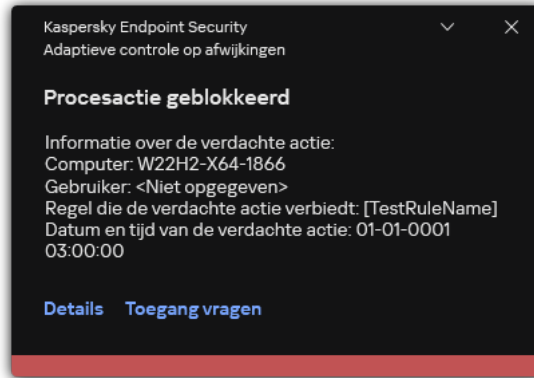 Kaspersky Endpoint Security
Adaptieve controle op afwijkingen
Procesactie geblokkeerd
Informatie over de verdachte actie:
Computer: W22H2-X64-1866
Gebruiker: <Niet opgegeven>
Regel die de verdachte actie verbiedt: [TestRuleName]
Datum en tijd van de verdachte actie: 01-01-0001
03:00:00
Details Toegang vragen